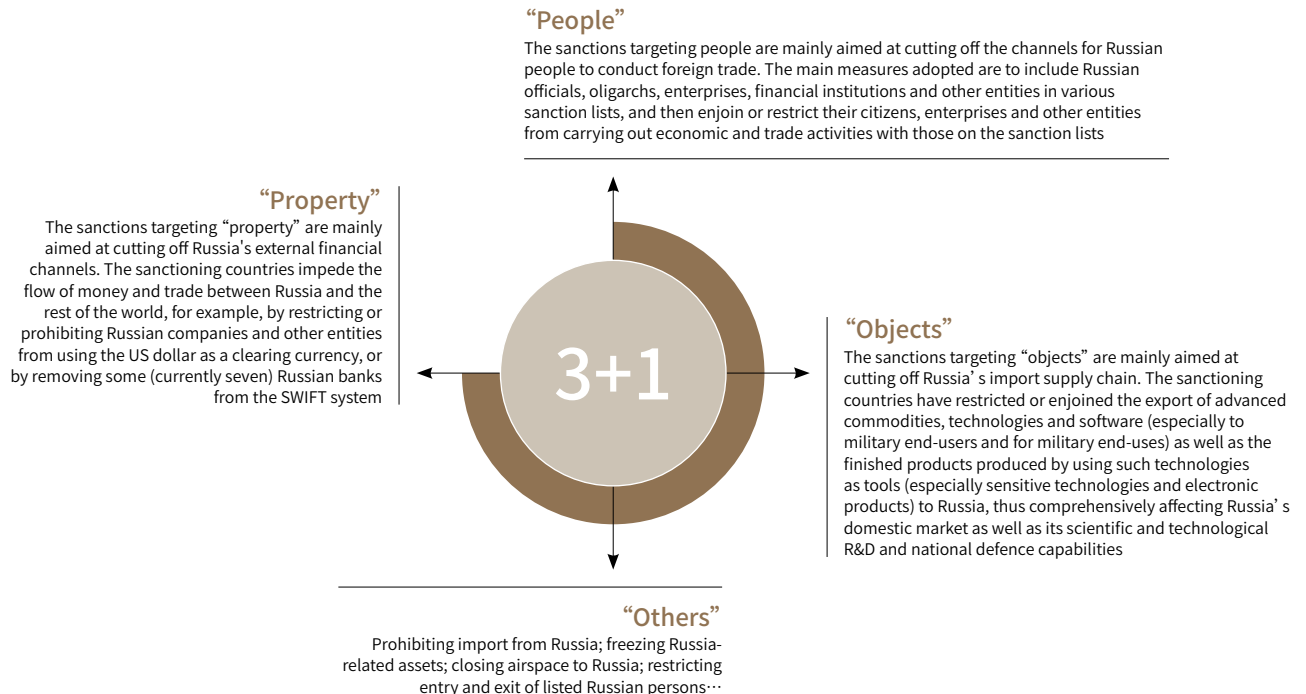 “People”
The sanctions targeting people are mainly aimed at cutting off the channels for Russian
people to conduct foreign trade. The main measures adopted are to include Russian
officials, oligarchs, enterprises, financial institutions and other entities in various
sanction lists, and then enjoin or restrict their citizens, enterprises and other entities
from carrying out economic and trade activities with those on the sanction lists
“Property”
The sanctions targeting “property” are mainly
aimed at cutting off Russia's external financial
channels. The sanctioning countries impede the
flow of money and trade between Russia and the
rest of the world, for example, by restricting or
prohibiting Russian companies and other entities
from using the US dollar as a clearing currency, or
by removing some (currently seven) Russian banks
from the SWIFT system
3+1
“Objects”
The sanctions targeting “objects” are mainly aimed at
cutting off Russia’s import supply chain. The sanctioning
countries have restricted or enjoined the export of advanced
commodities, technologies and software (especially to
military end-users and for military end-uses) as well as the
finished products produced by using such technologies
as tools (especially sensitive technologies and electronic
products) to Russia, thus comprehensively affecting Russia’s
domestic market as well as its scientific and technological
R&D and national defence capabilities
“Others”
Prohibiting import from Russia; freezing Russia-
related assets; closing airspace to Russia; restricting
entry and exit of listed Russian persons…